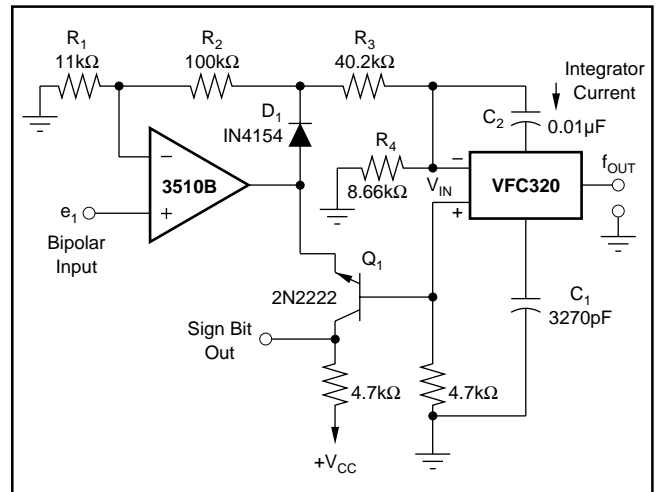 R1
11kΩ
R2
100kΩ
R3
40.2kΩ
Integrator
Current
D1
IN4154
C2
0.01µF
R4
8.66kΩ
3510B
−
+
e1
Bipolar
Input
VIN
−
+
VFC320
fOUT
Q1
2N2222
C1
3270pF
Sign Bit
Out
4.7kΩ
4.7kΩ
+VCC